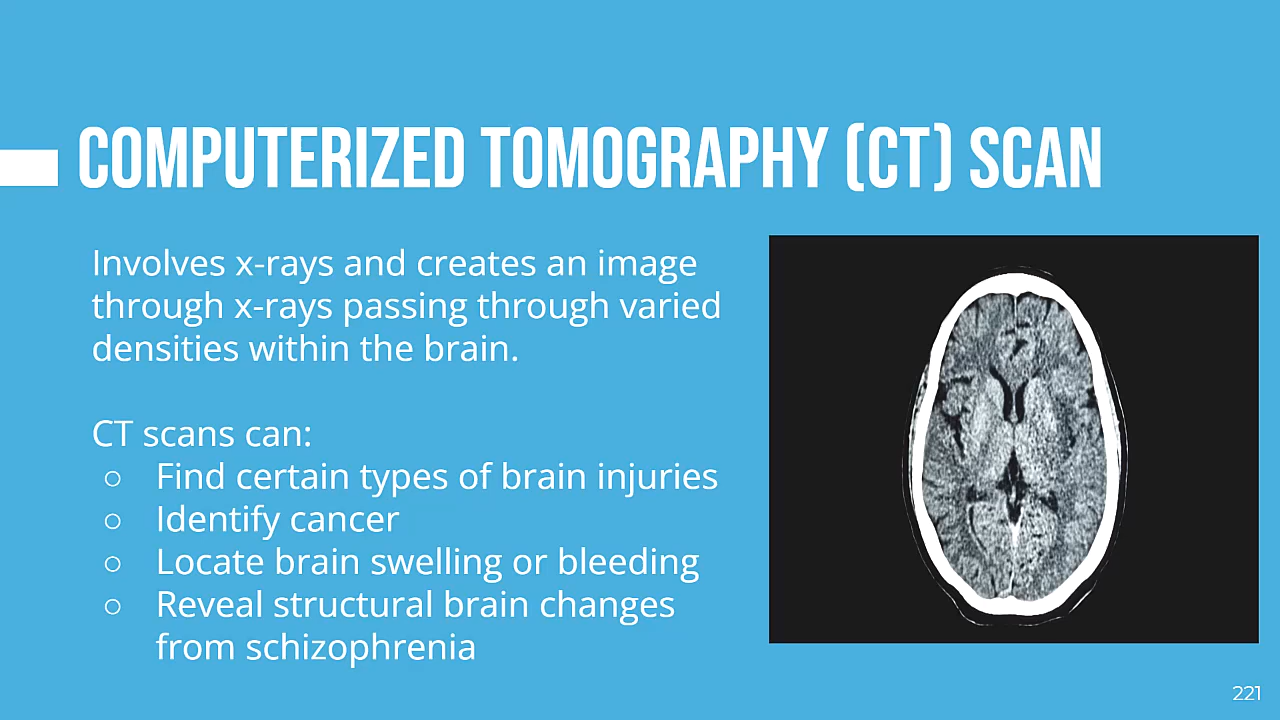 COMPUTERIZED TOMOGRAPHY (CT) SCAN
Involves x-rays and creates an image
through x-rays passing through varied
densities within the brain.
CT scans can:
○ Find certain types of brain injuries
○ Identify cancer
○ Locate brain swelling or bleeding
○ Reveal structural brain changes
from schizophrenia
221